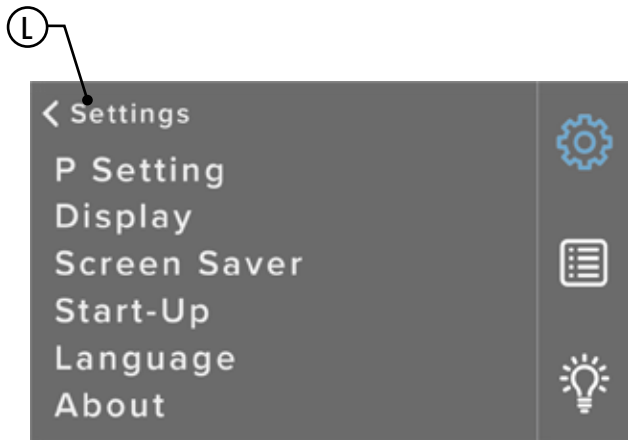 L
Settings
P Setting
Display
Screen Saver
Start-Up
Language
About